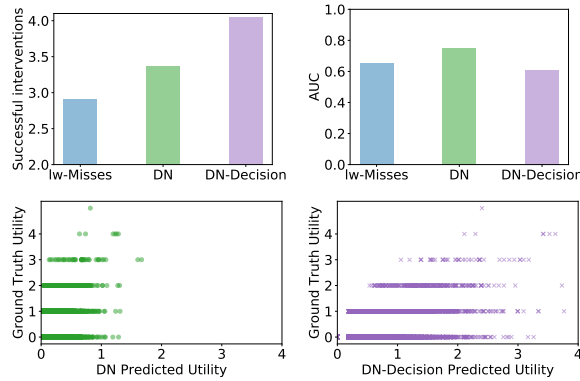 Successful interventions
4.0
3.5
3.0
2.5
2.0
lw-Misses DN DN-Decision
AUC
1.0
0.8
0.6
0.4
0.2
0.0
lw-Misses DN DN-Decision
Ground Truth Utility
4
3
2
1
0
0 1 2 3 4
DN Predicted Utility
Ground Truth Utility
4
3
2
1
0
0 1 2 3 4
DN-Decision Predicted Utility